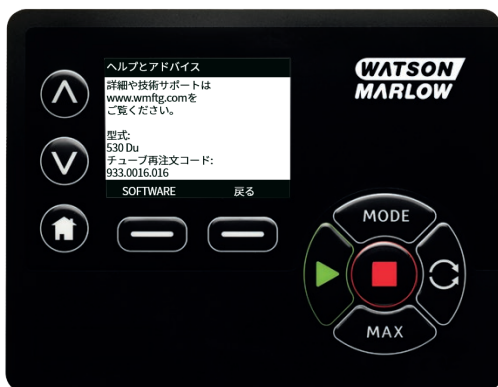 ヘルプとアドバイス
詳細や技術サポートは
www.wmftg.comを
ご覧ください。
型式:
530 Du
チューブ再注文コード:
933.0016.016
SOFTWARE 戻る
WATSON
MARLOW
MODE
MAX